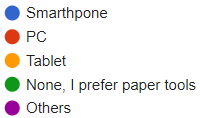 Smarthpone
PC
Tablet
None, I prefer paper tools
Others